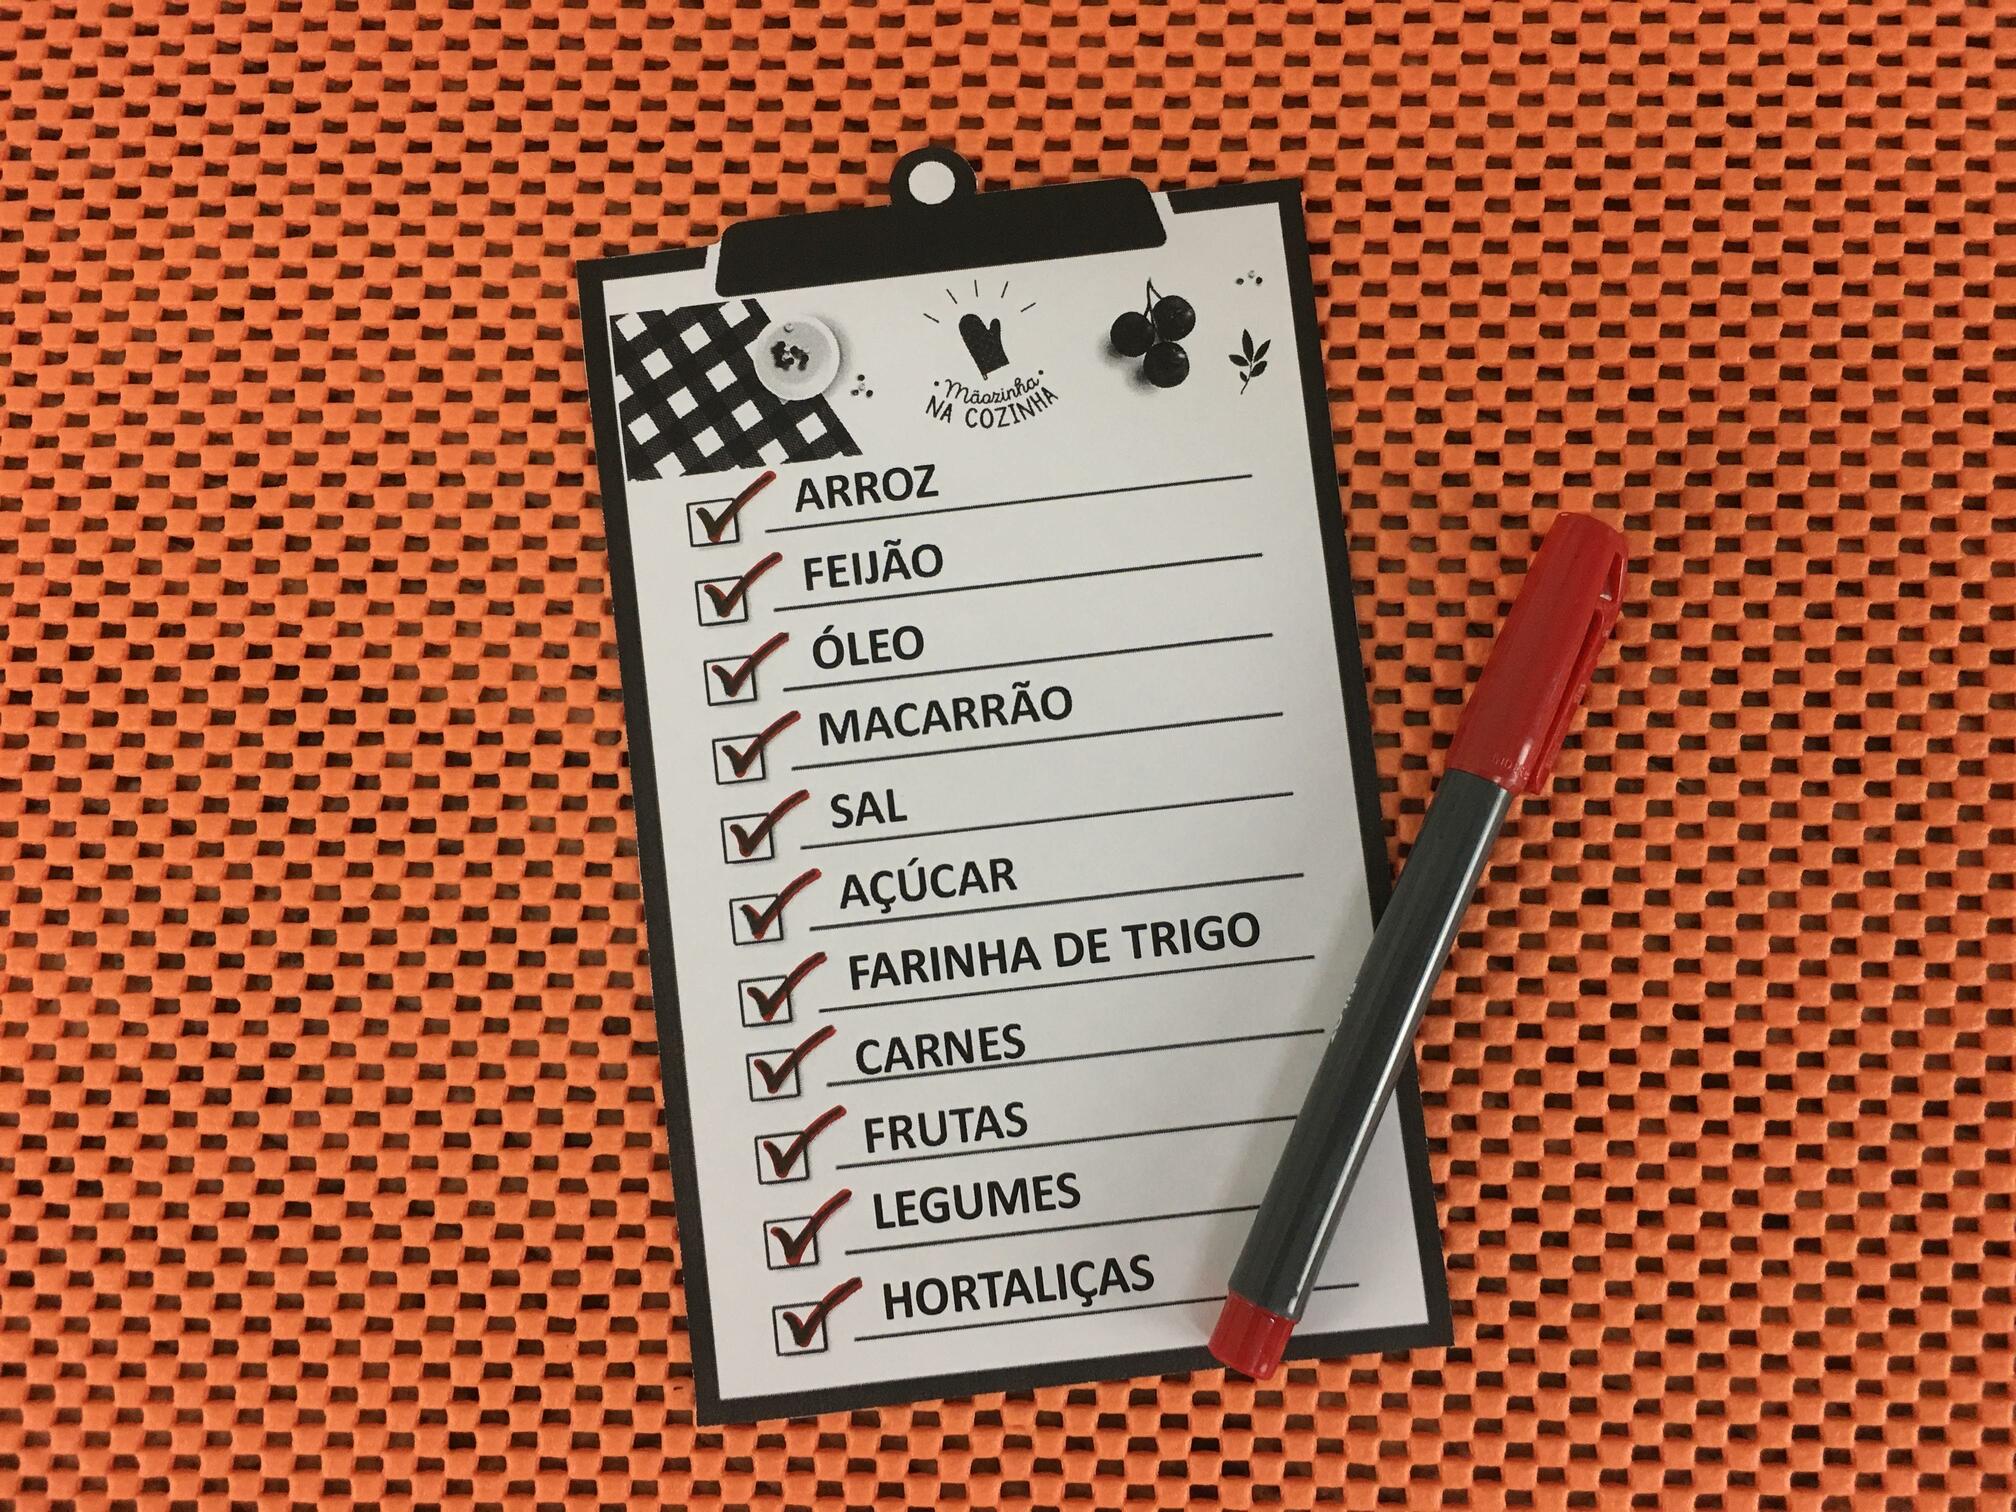 Mãozinha
NA COZINHA
ARROZ
FEIJÃO
ÓLEO
MACARRÃO
SAL
AÇÚCAR
FARINHA DE TRIGO
CARNES
FRUTAS
LEGUMES
HORTALIÇAS